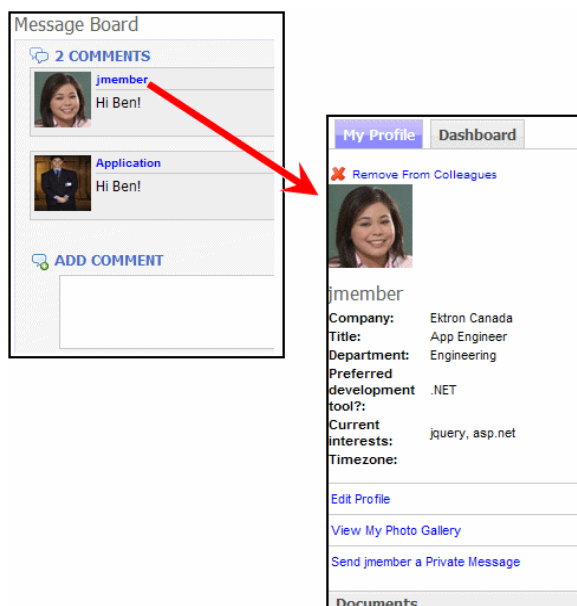 Message Board
2 COMMENTS
jmember
Hi Ben!
Application
Hi Ben!
ADD COMMENT
My Profile Dashboard
Remove From Colleagues
jmember
Company: Ektron Canada
Title: App Engineer
Department: Engineering
Preferred
development .NET
tool?:
Current
interests: jquery, asp.net
Timezone:
Edit Profile
View My Photo Gallery
Send jmember a Private Message
Documents